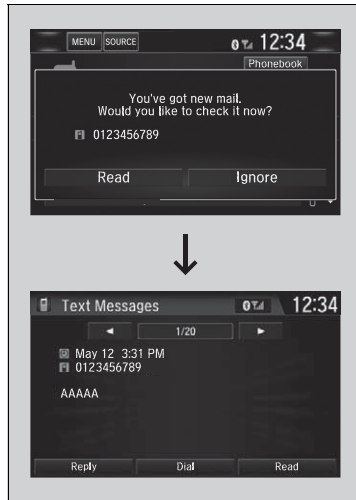 MENU SOURCE 12:34
Phonebook
You've got new mail.
Would you like to check it now?
0123456789
Read Ignore
Text Messages 12:34
1/20
May 12 3:31 PM
0123456789
AAAAA
Reply Dial Read